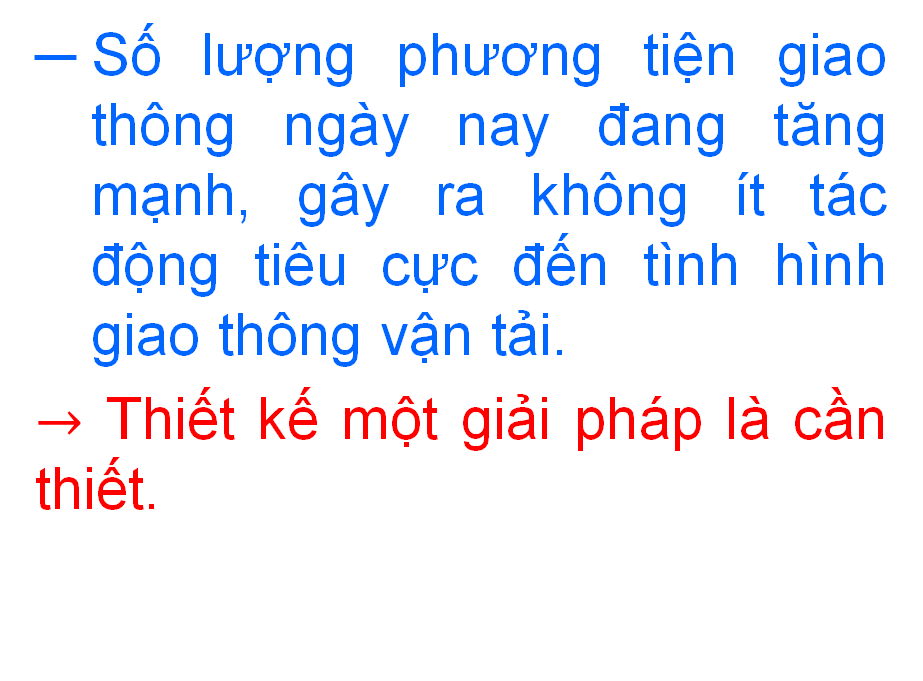 – Số lượng phương tiện giao
thông ngày nay đang tăng
mạnh, gây ra không ít tác
động tiêu cực đến tình hình
giao thông vận tải.
→ Thiết kế một giải pháp là cần
thiết.